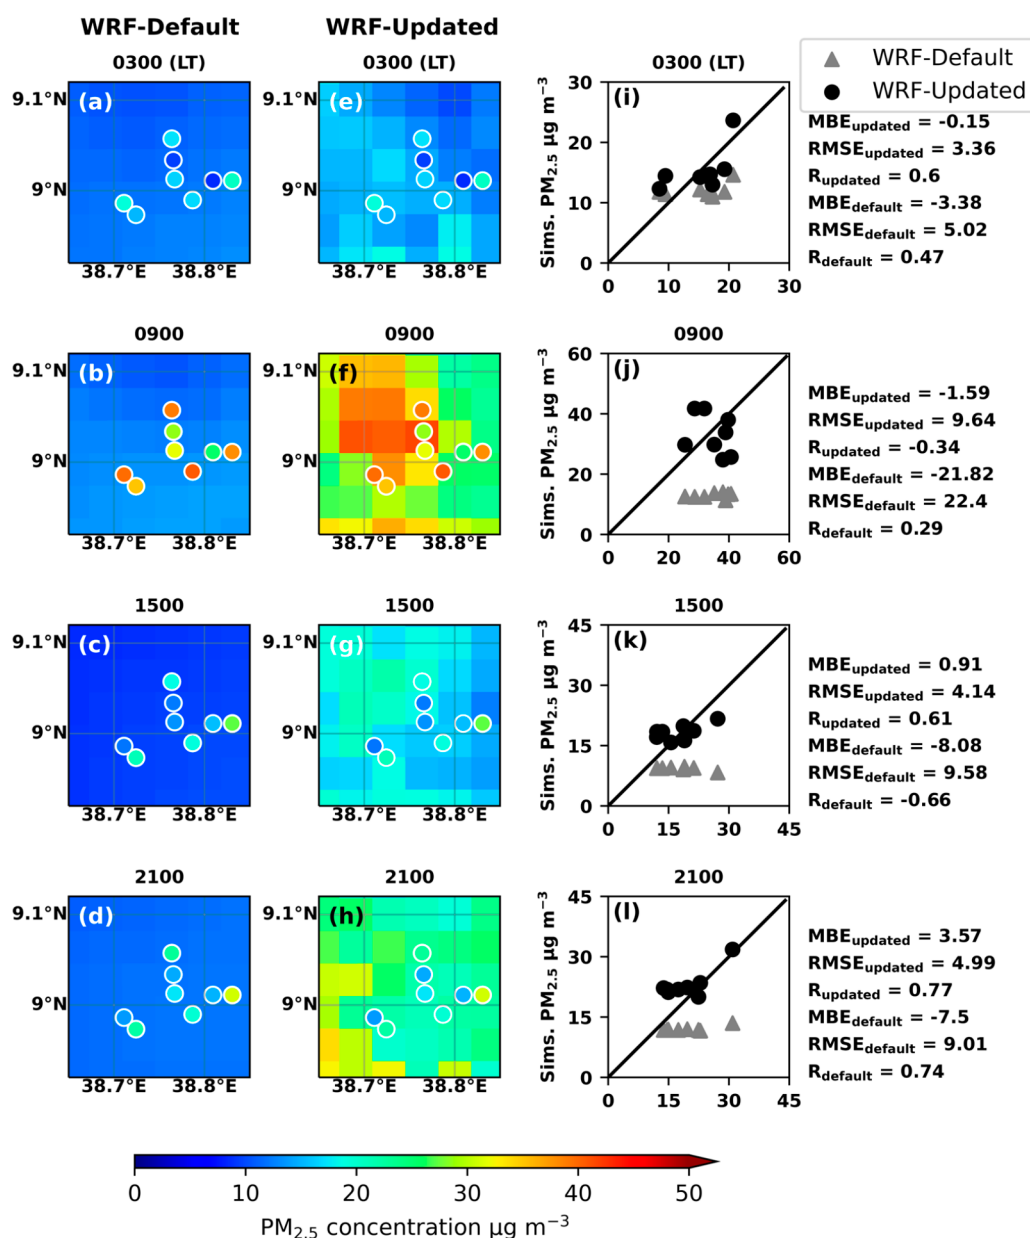 WRF-Default
WRF-Updated
WRF-Default
WRF-Updated
0300 (LT)
0300 (LT)
0300 (LT)
9.1°N
9°N
38.7°E 38.8°E
(a)
38.7°E 38.8°E
(e)
Sims. PM2.5 μg m−3
30
20
10
0
(i)
0 10 20 30
MBEupdated = -0.15
RMSEupdated = 3.36
Rupdated = 0.6
MBEdefault = -3.38
RMSEdefault = 5.02
Rdefault = 0.47
0900
0900
0900
9.1°N
9°N
38.7°E 38.8°E
(b)
9.1°N
9°N
38.7°E 38.8°E
(f)
Sims. PM2.5 μg m−3
60
40
20
0
(j)
0 20 40 60
MBEupdated = -1.59
RMSEupdated = 9.64
Rupdated = -0.34
MBEdefault = -21.82
RMSEdefault = 22.4
Rdefault = 0.29
1500
1500
1500
9.1°N
9°N
38.7°E 38.8°E
(c)
9.1°N
9°N
38.7°E 38.8°E
(g)
Sims. PM2.5 μg m−3
45
30
15
0
(k)
0 15 30 45
MBEupdated = 0.91
RMSEupdated = 4.14
Rupdated = 0.61
MBEdefault = -8.08
RMSEdefault = 9.58
Rdefault = -0.66
2100
2100
2100
9.1°N
9°N
38.7°E 38.8°E
(d)
9.1°N
9°N
38.7°E 38.8°E
(h)
Sims. PM2.5 μg m−3
45
30
15
0
(l)
0 15 30 45
MBEupdated = 3.57
RMSEupdated = 4.99
Rupdated = 0.77
MBEdefault = -7.5
RMSEdefault = 9.01
Rdefault = 0.74
0 10 20 30 40 50
PM2.5 concentration μg m−3